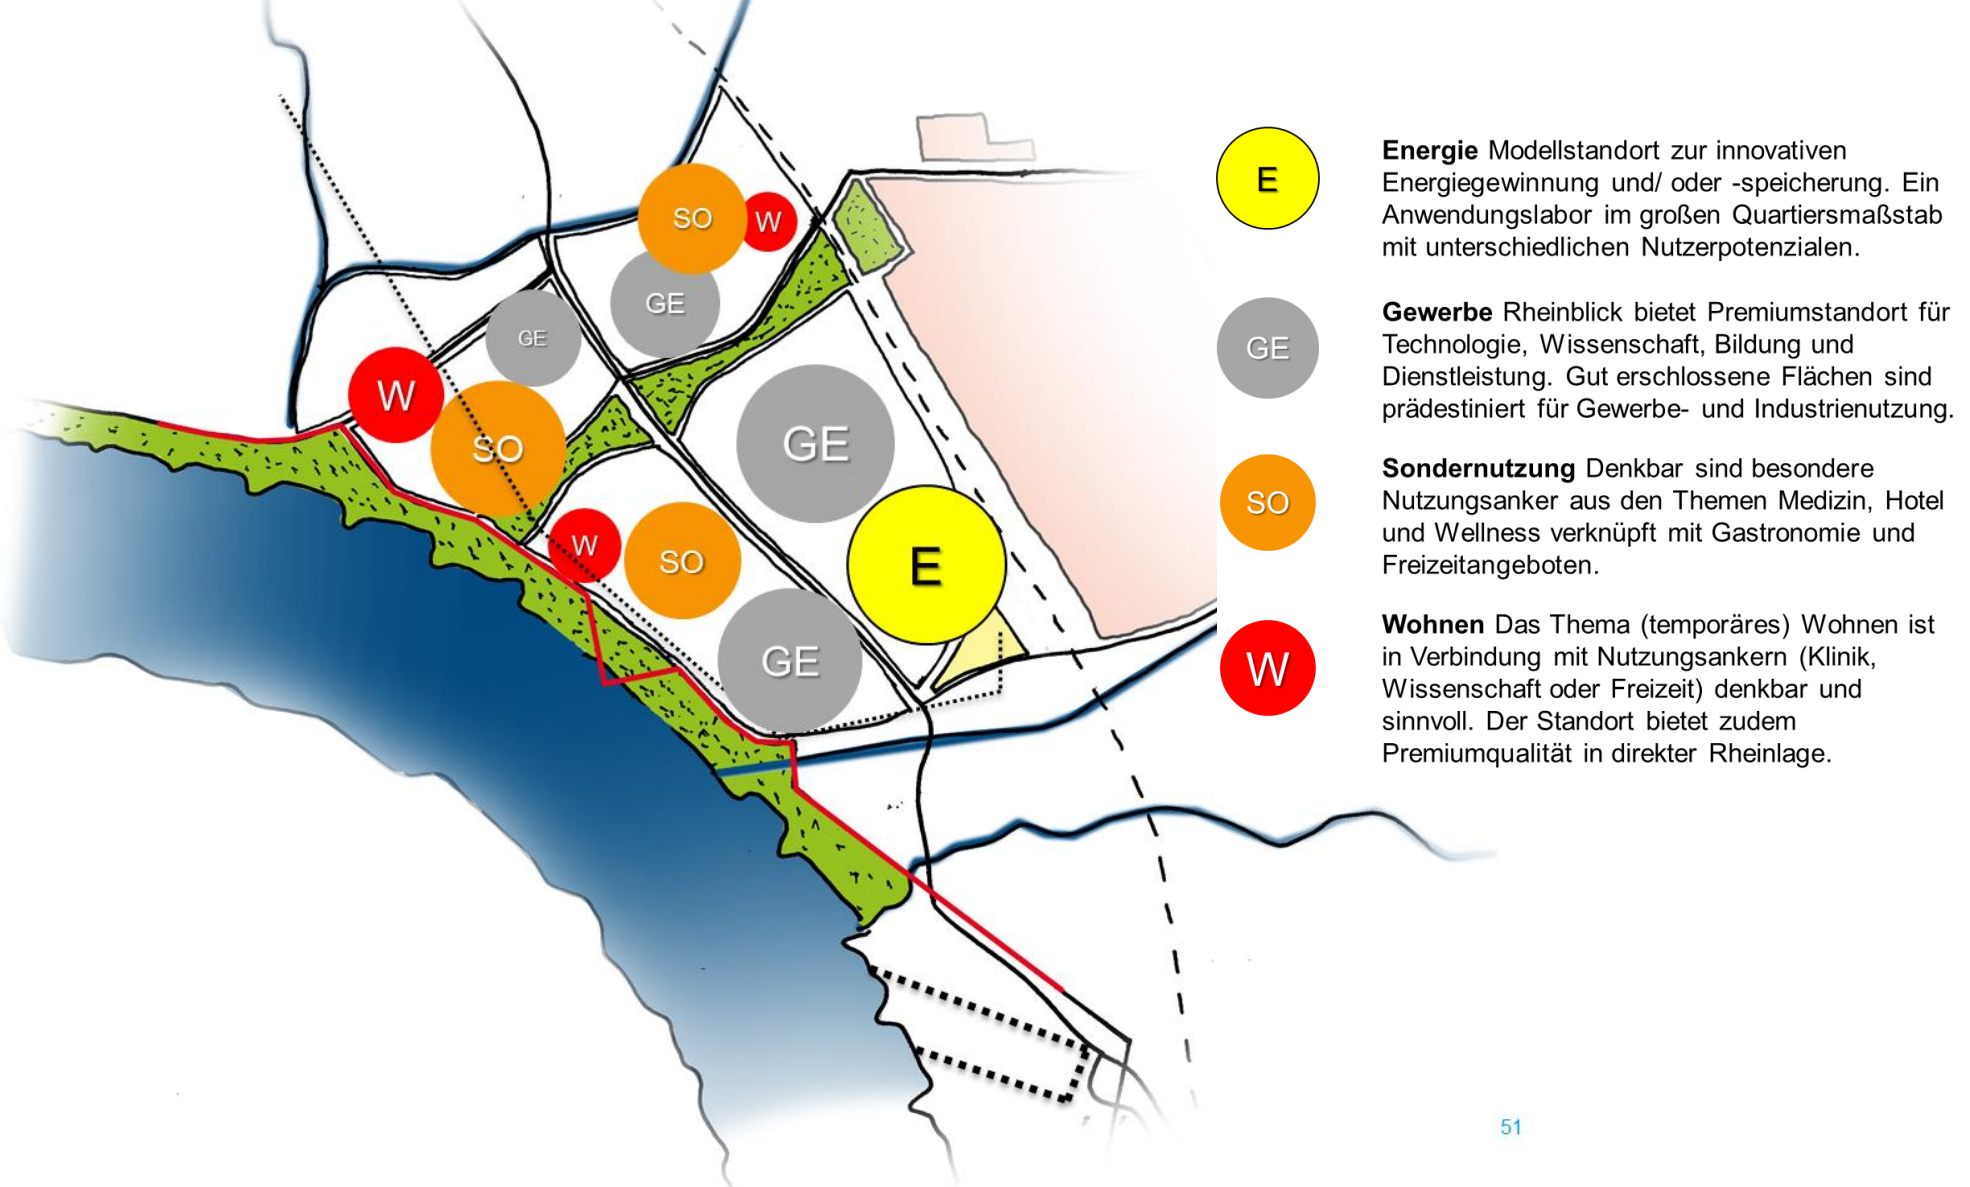 SO
W
GE
GE
W
SO
GE
W
SO
E
GE
E
Energie Modellstandort zur innovativen
Energiegewinnung und/ oder -speicherung. Ein
Anwendungslabor im großen Quartiersmaßstab
mit unterschiedlichen Nutzerpotenzialen.
GE
Gewerbe Rheinblick bietet Premiumstandort für
Technologie, Wissenschaft, Bildung und
Dienstleistung. Gut erschlossene Flächen sind
prädestiniert für Gewerbe- und Industrienutzung.
SO
Sondernutzung Denkbar sind besondere
Nutzungsanker aus den Themen Medizin, Hotel
und Wellness verknüpft mit Gastronomie und
Freizeitangeboten.
W
Wohnen Das Thema (temporäres) Wohnen ist
in Verbindung mit Nutzungsankern (Klinik,
Wissenschaft oder Freizeit) denkbar und
sinnvoll. Der Standort bietet zudem
Premiumqualität in direkter Rheinlage.
51